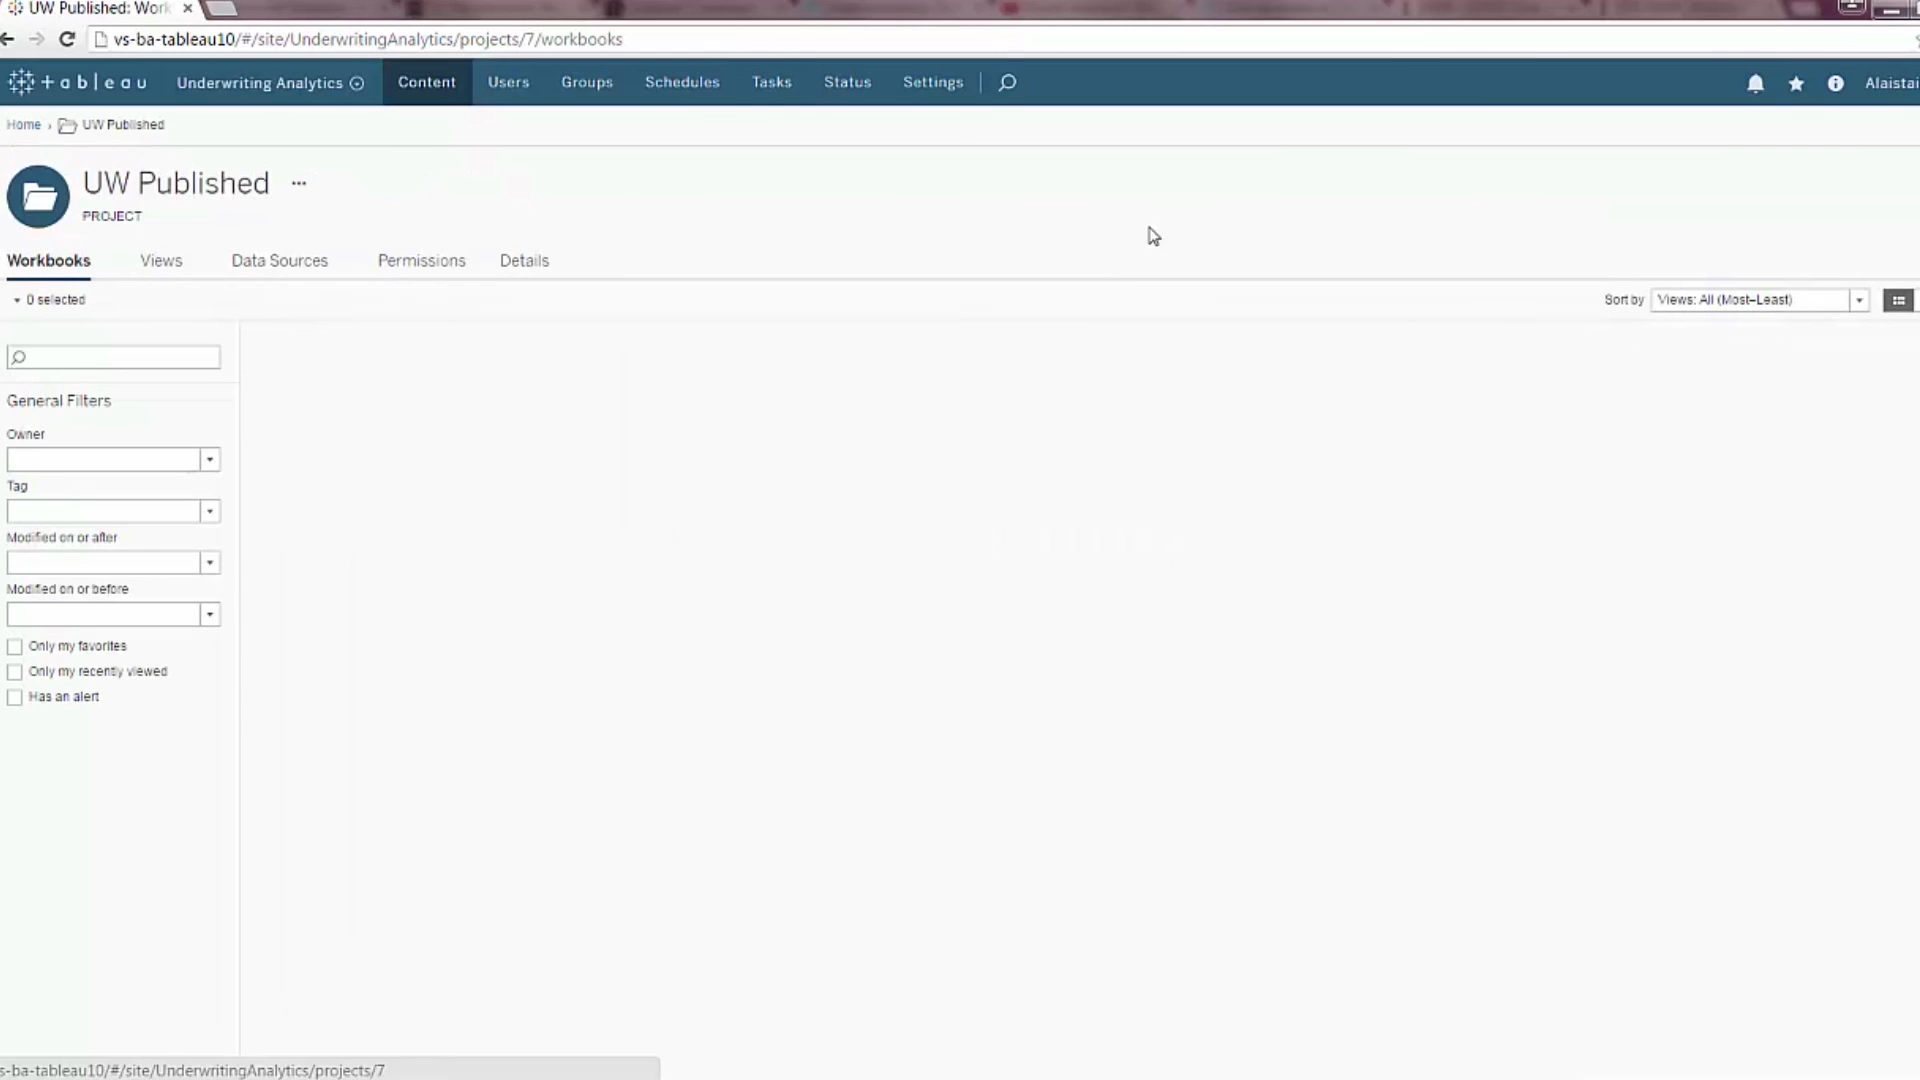 UW Published: Work
vs-ba-tableau10/#/site/UnderwritingAnalytics/projects/7/workbooks
+ableau Underwriting Analytics Content Users Groups Schedules Tasks Status Settings Alaistai
Home › UW Published
UW Published ...
PROJECT
Workbooks Views Data Sources Permissions Details
0 selected Sort by Views: All (Most–Least)
General Filters
Owner
Tag
Modified on or after
Modified on or before
Only my favorites
Only my recently viewed
Has an alert
s-ba-tableau10/#/site/UnderwritingAnalytics/projects/7